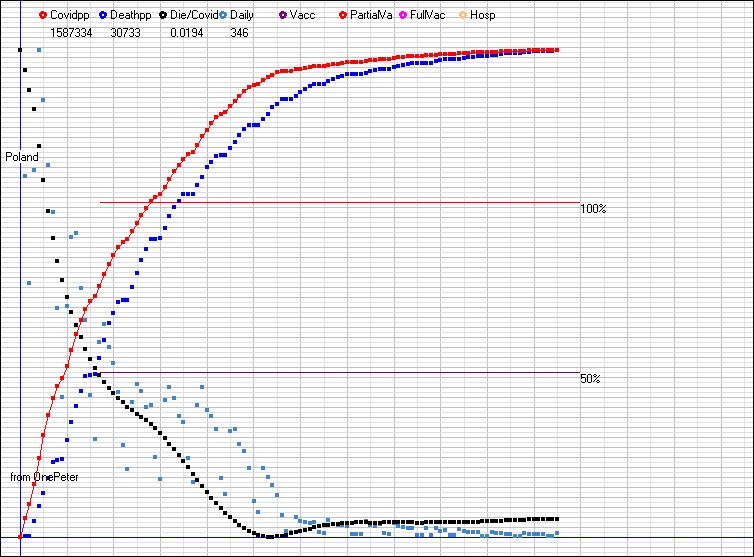 Covidpp Deathpp Die/Covid Daily Vacc PartialVa FullVac Hosp
1587334 30733 0.0194 346
Poland
100%
50%
from OnePeter